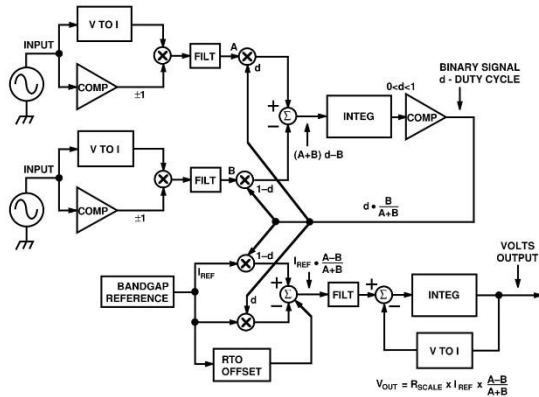 V TO I
INPUT
COMP
±1
FILT
A
d
+
−
Σ
INTEG
0<d<1
COMP
BINARY SIGNAL
d - DUTY CYCLE
(A+B) d–B
V TO I
INPUT
COMP
±1
FILT
B
1–d
d • B/A+B
BANDGAP
REFERENCE
I REF
1–d
d
+
−
Σ
I REF • A–B/A+B
FILT
+
−
Σ
INTEG
VOLTS
OUTPUT
V TO I
RTO
OFFSET
V OUT = R SCALE x I REF x A–B/A+B